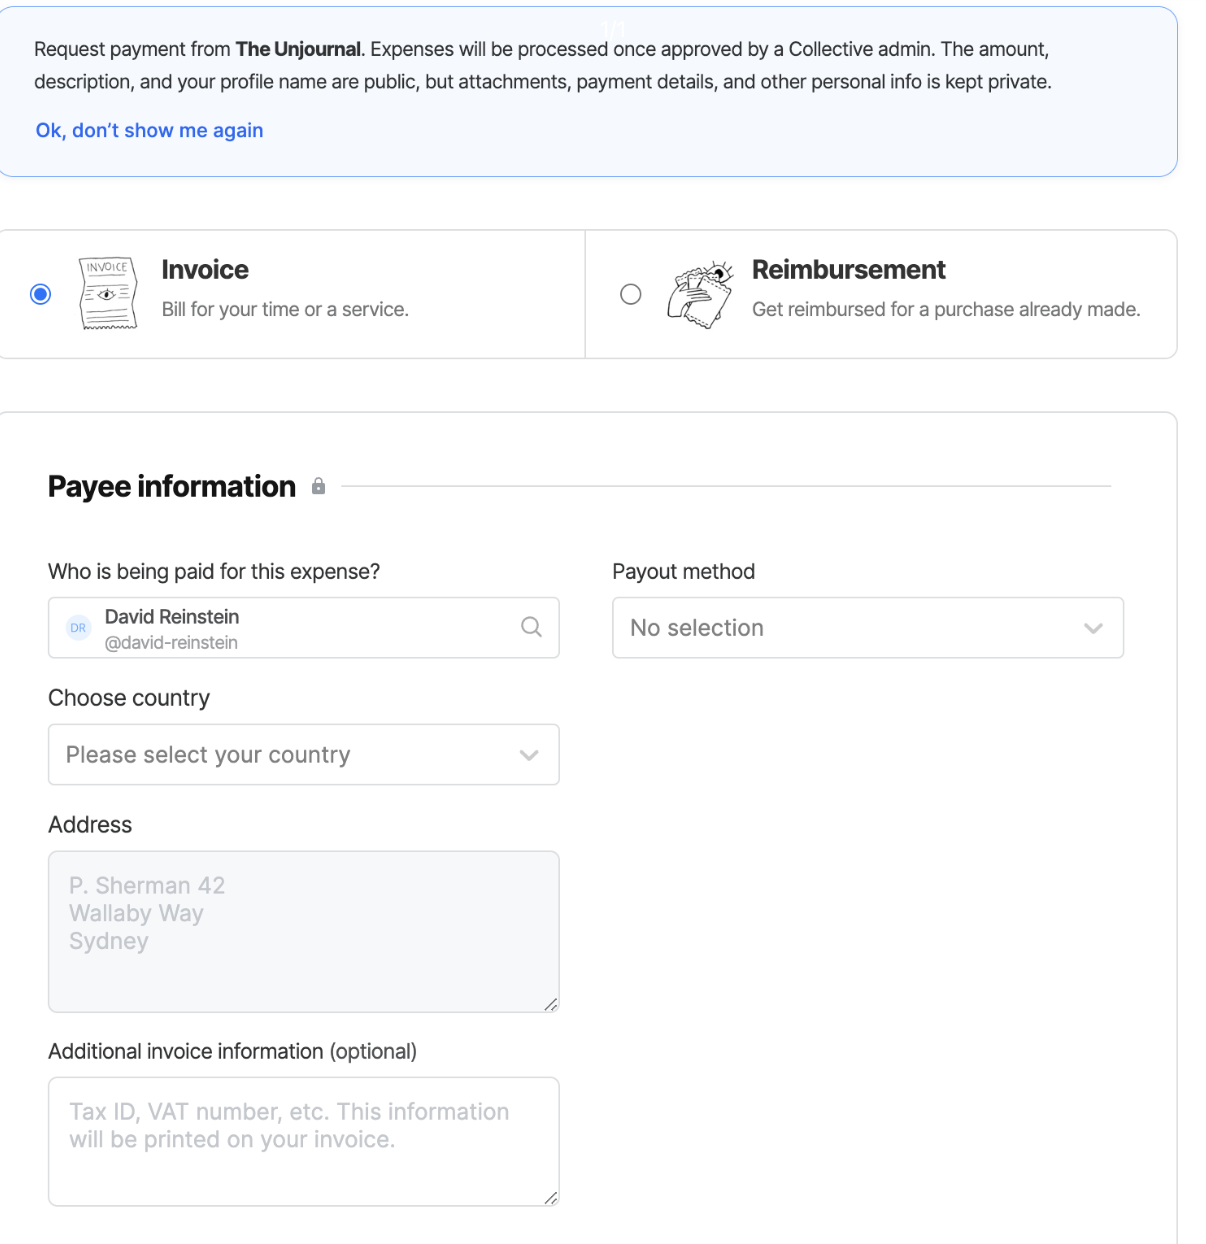 1/1
Request payment from The Unjournal. Expenses will be processed once approved by a Collective admin. The amount,
description, and your profile name are public, but attachments, payment details, and other personal info is kept private.
Ok, don’t show me again
INVOICE
Invoice
Bill for your time or a service.
Reimbursement
Get reimbursed for a purchase already made.
Payee information
Who is being paid for this expense?
DR
David Reinstein
@david-reinstein
Payout method
No selection
Choose country
Please select your country
Address
P. Sherman 42
Wallaby Way
Sydney
Additional invoice information (optional)
Tax ID, VAT number, etc. This information
will be printed on your invoice.